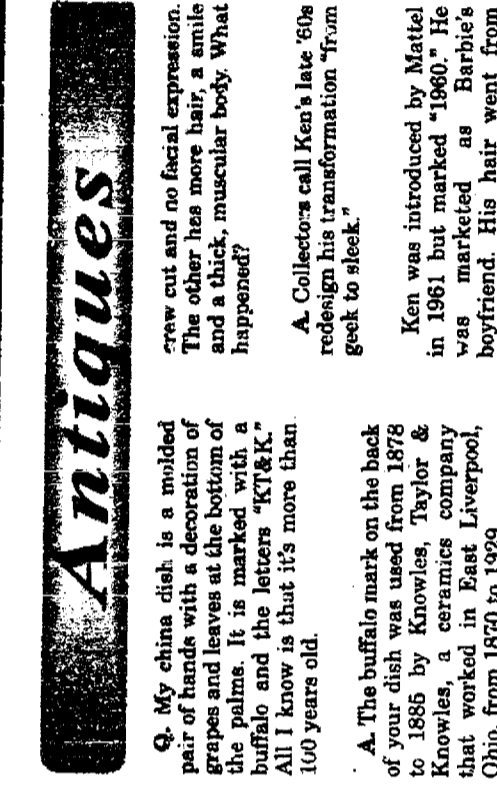 Antiques
Q. My china dish is a molded
pair of hands with a decoration of
grapes and leaves at the bottom of
the palms. It is marked with a
buffalo and the letters "KT&K."
All I know is that it's more than
100 years old.
A. The buffalo mark on the back
of your dish was used from 1878
to 1885 by Knowles, Taylor &
Knowles, a ceramics company
that worked in East Liverpool,
Ohio, from 1870 to 1929
crew cut and no facial expression.
The other has more hair, a smile
and a thick, muscular body. What
happened?
A. Collectors call Ken's late '60s
redesign his transformation "from
geek to sleek."
Ken was introduced by Mattel
in 1961 but marked "1960." He
was marketed as Barbie's
boyfriend. His hair went from